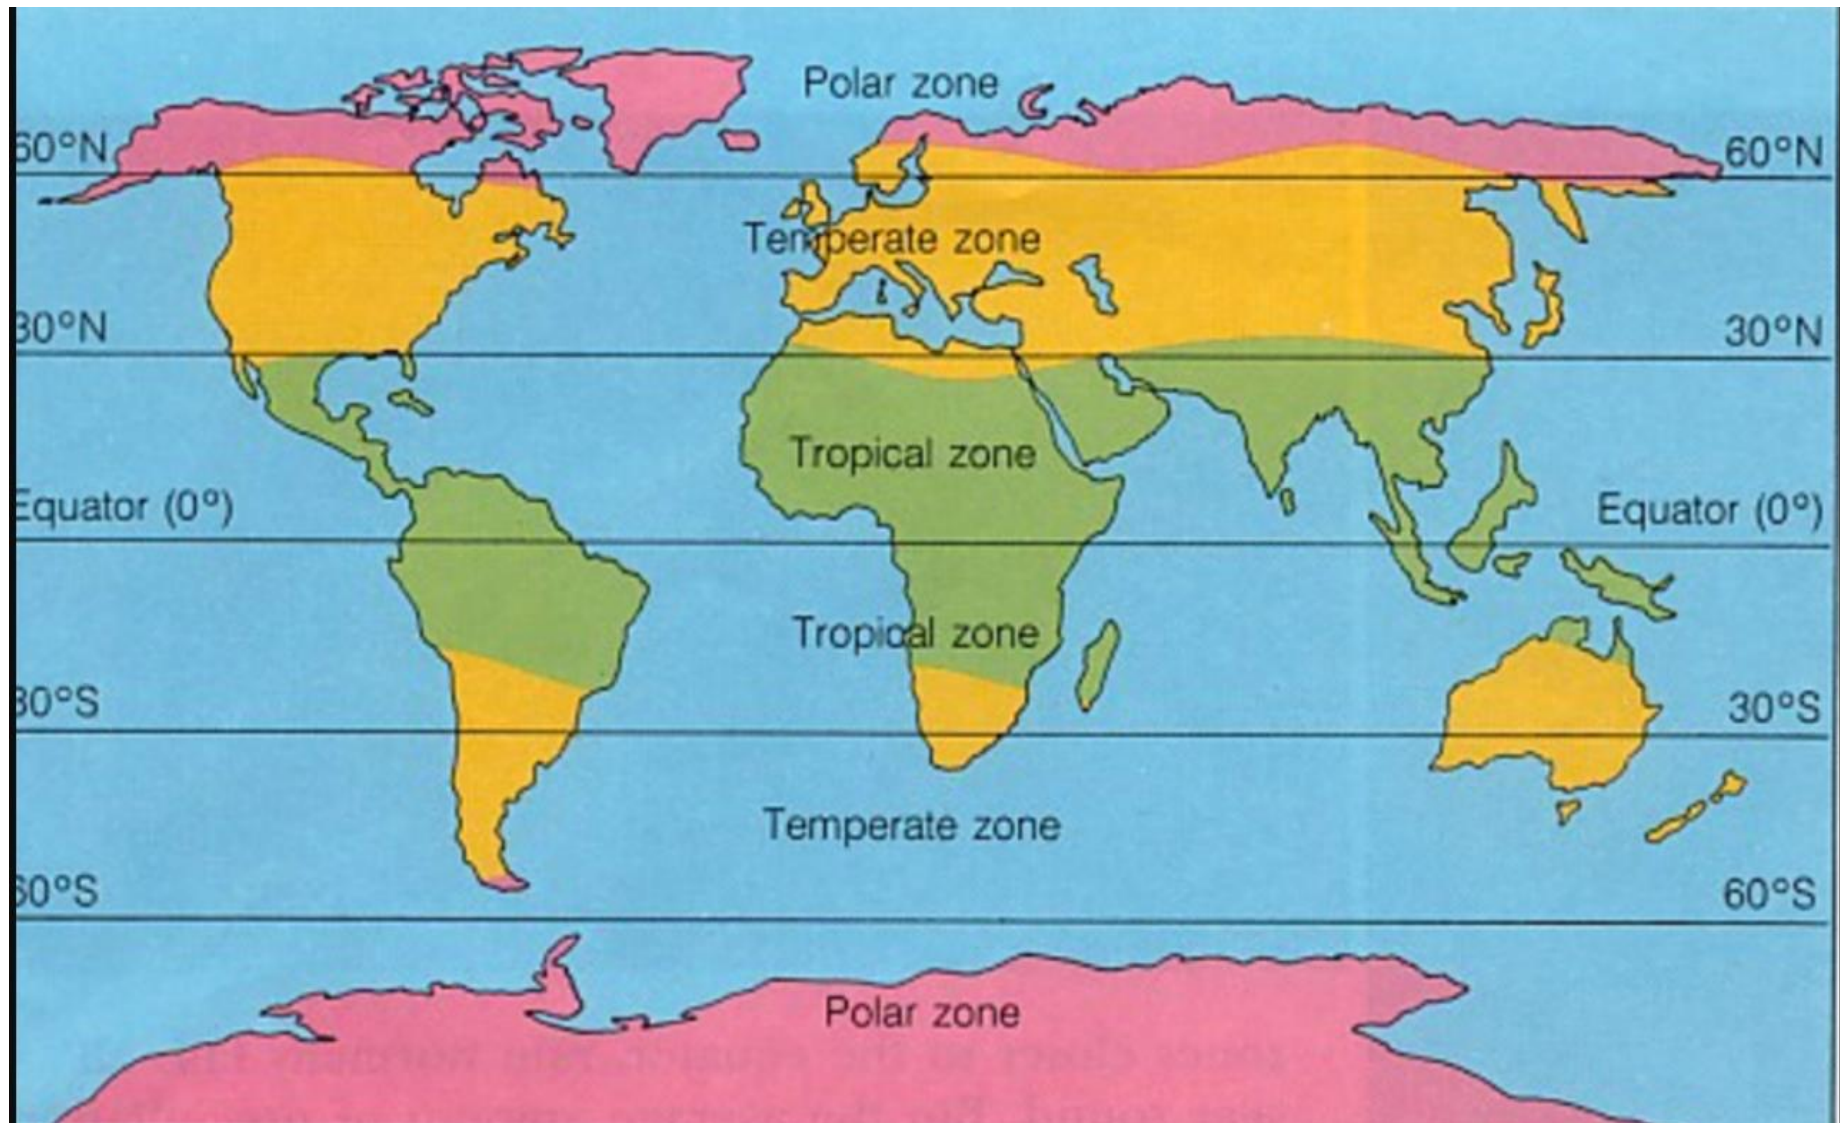 Polar zone
60°N
60°N
Temperate zone
30°N
30°N
Tropical zone
Equator (0°)
Equator (0°)
Tropical zone
30°S
30°S
Temperate zone
60°S
60°S
Polar zone